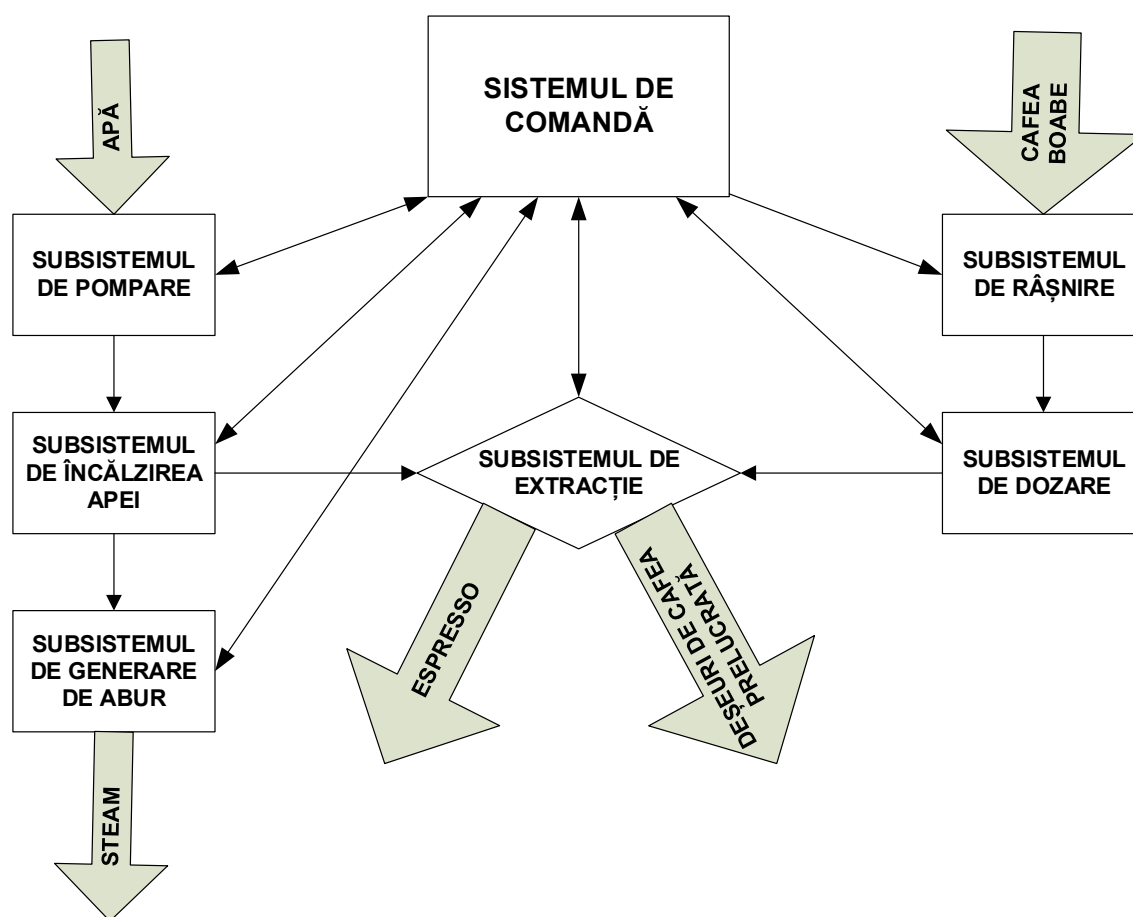 APĂ
SISTEMUL DE
COMANDĂ
CAFEA
BOABE
SUBSISTEMUL
DE POMPARE
SUBSISTEMUL
DE RÂȘNIRE
SUBSISTEMUL
DE ÎNCĂLZIREA
APEI
SUBSISTEMUL DE
EXTRACȚIE
SUBSISTEMUL
DE DOZARE
SUBSISTEMUL
DE GENERARE
DE ABUR
ESPRESSO
DEȘEURI DE CAFEA
PRELUCRATĂ
STEAM